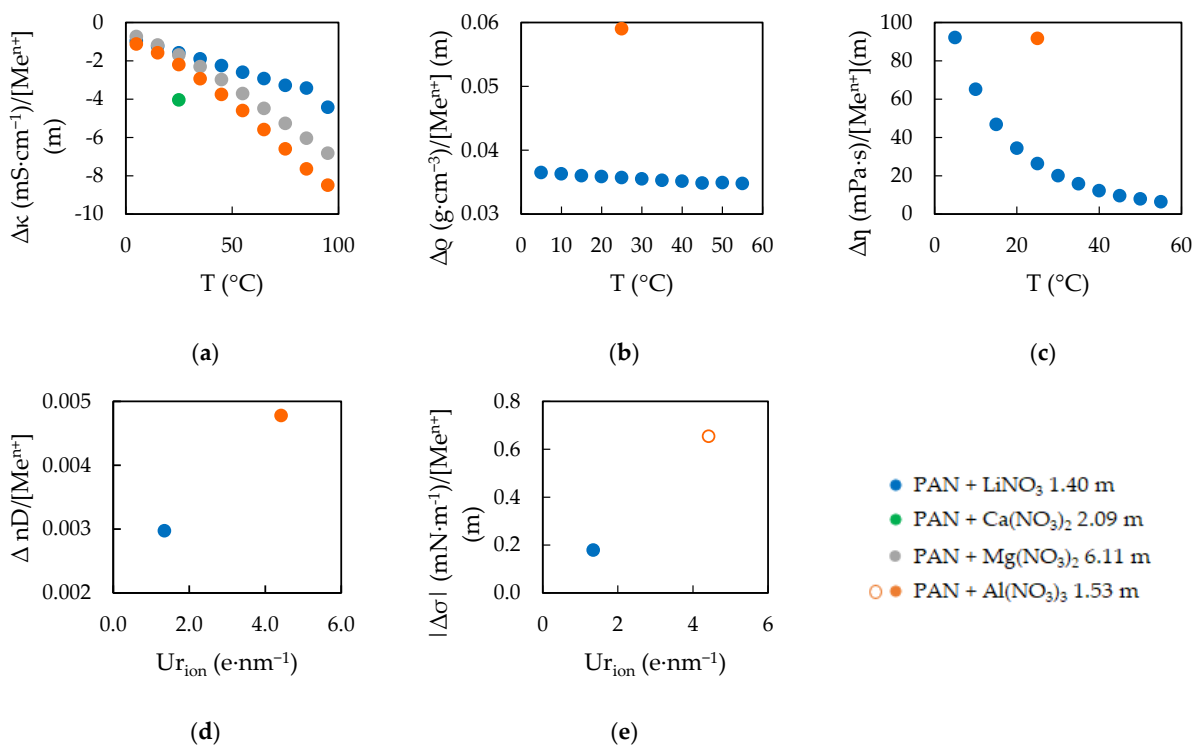 (a)
(b)
(c)
0
-2
-4
-6
-8
-10
Δκ (mS·cm⁻¹)/[Meⁿ⁺]
(m)
0
50
100
T (°C)
0.06
0.05
0.04
0.03
Δϱ (g·cm⁻³)/[Meⁿ⁺](m)
0
10
20
30
40
50
60
T (°C)
100
80
60
40
20
0
Δη (mPa·s)/[Meⁿ⁺](m)
0
20
40
60
T (°C)
(a)
(b)
(c)
0.005
0.004
0.003
0.002
Δ nD/[Meⁿ⁺]
0.0
2.0
4.0
6.0
Urᵢₒₙ (e·nm⁻¹)
0.8
0.6
0.4
0.2
0.0
|Δσ| (mN·m⁻¹)/[Meⁿ⁺]
(m)
0
2
4
6
Urᵢₒₙ (e·nm⁻¹)
PAN + LiNO₃ 1.40 m
PAN + Ca(NO₃)₂ 2.09 m
PAN + Mg(NO₃)₂ 6.11 m
PAN + Al(NO₃)₃ 1.53 m
(d)
(e)